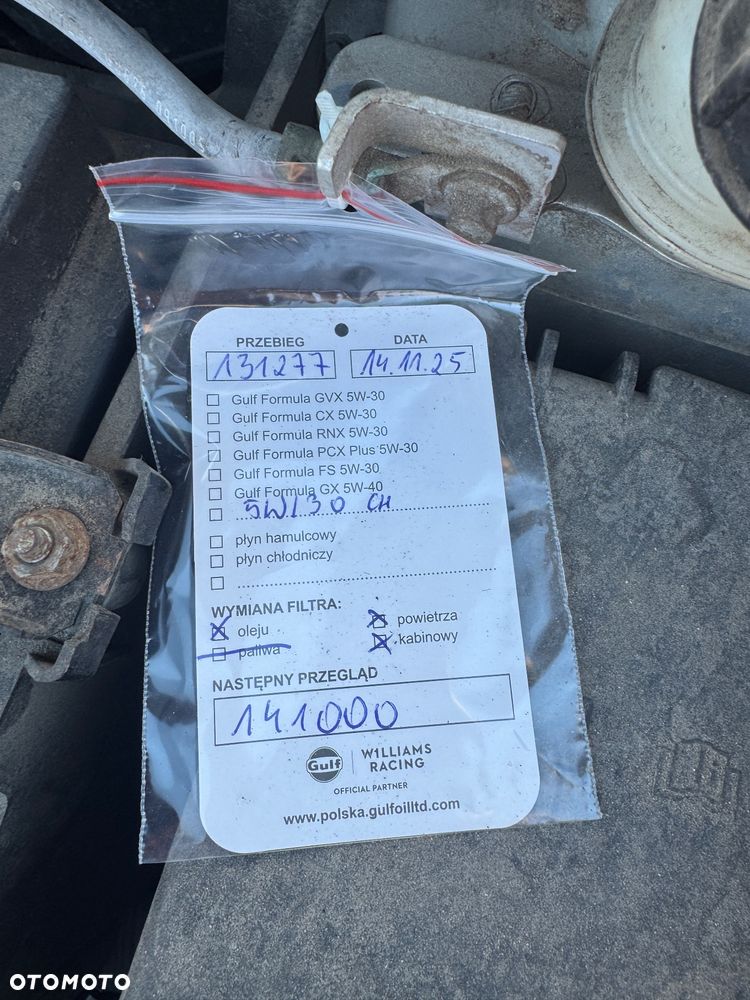 PRZEBIEG DATA
131277 14.11.25
Gulf Formula GVX 5W-30
Gulf Formula CX 5W-30
Gulf Formula RNX 5W-30
Gulf Formula PCX Plus 5W-30
Gulf Formula FS 5W-30
Gulf Formula GX 5W-40
5W/30
płyn hamulcowy
płyn chłodniczy
WYMIANA FILTRA:
oleju powietrza
paliwa kabinowy
NASTĘPNY PRZEGLĄD
141000
Gulf W1LLIAMS
RACING
OFFICIAL PARTNER
www.polska.gulfoilltd.com
OTOMOTO